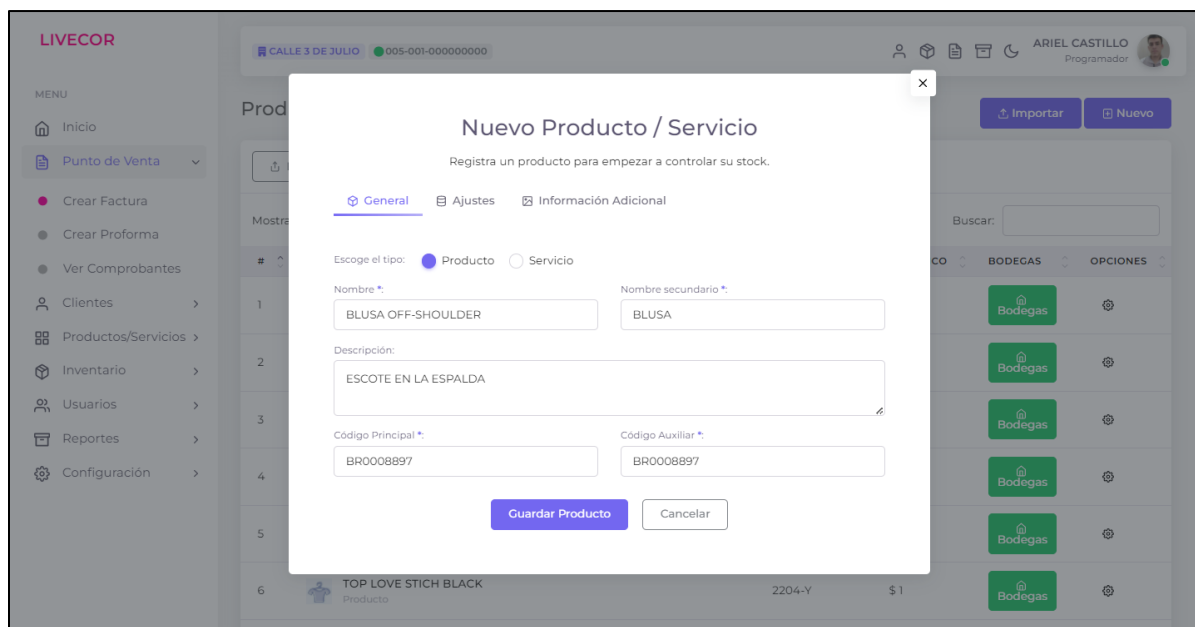 LIVECOR
CALLE 3 DE JULIO 005-001-000000000
ARIEL CASTILLO
Programador
MENU
Inicio
Punto de Venta
Crear Factura
Crear Proforma
Ver Comprobantes
Clientes
Productos/Servicios
Inventario
Usuarios
Reportes
Configuración
Prod
Importar
Nuevo
Mostra
Buscar:
# CO BODEGAS OPCIONES
1 Bodegas
2 Bodegas
3 Bodegas
4 Bodegas
5 Bodegas
6 TOP LOVE STICH BLACK 2204-Y $ 1 Bodegas
Producto
Nuevo Producto / Servicio
Registra un producto para empezar a controlar su stock.
General Ajustes Información Adicional
Escoge el tipo: Producto Servicio
Nombre *: Nombre secundario *:
BLUSA OFF-SHOULDER BLUSA
Descripción:
ESCOTE EN LA ESPALDA
Código Principal *: Código Auxiliar *:
BR0008897 BR0008897
Guardar Producto Cancelar